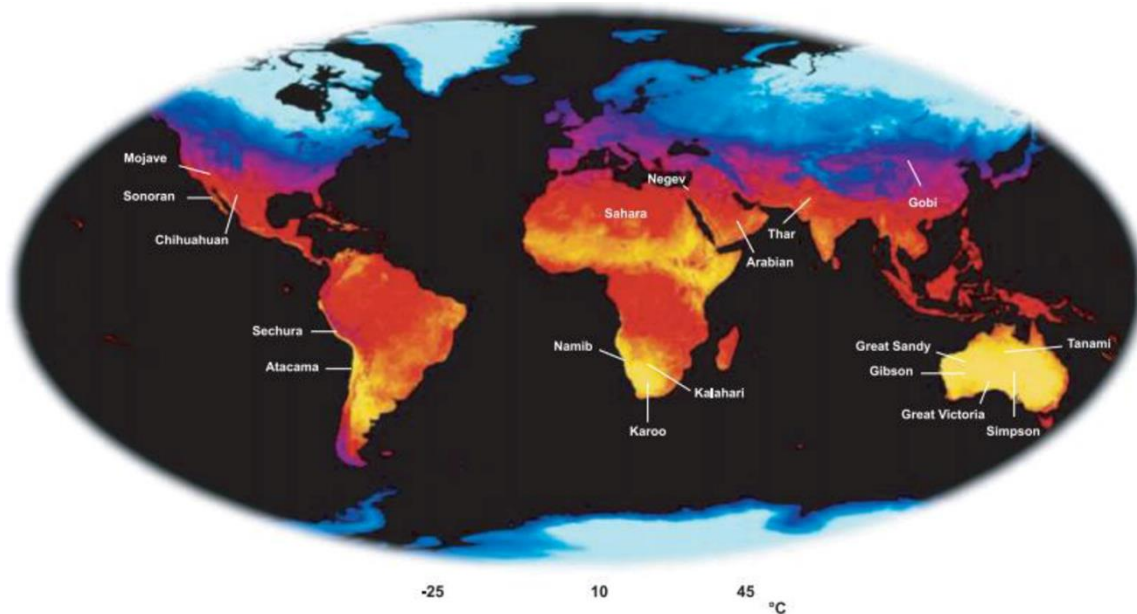 Mojave
Sonoran
Chihuahuan
Sechura
Atacama
Negev
Sahara
Thar
Arabian
Gobi
Namib
Kalahari
Karoo
Great Sandy
Tanami
Gibson
Great Victoria
Simpson
-25 10 45
°C